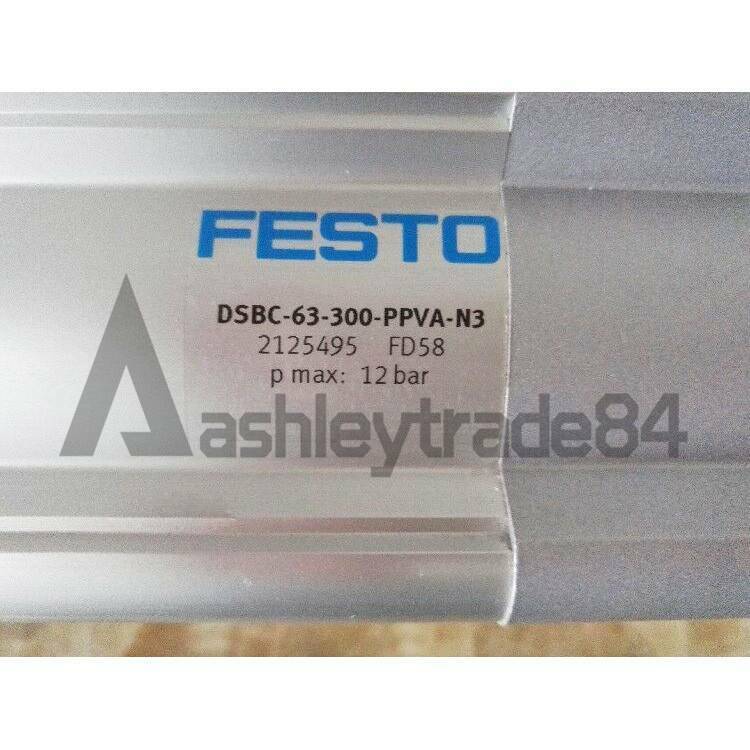 FESTO
DSBC-63-300-PPVA-N3
2125495 FD58
p max: 12 bar
Aashleytrade84